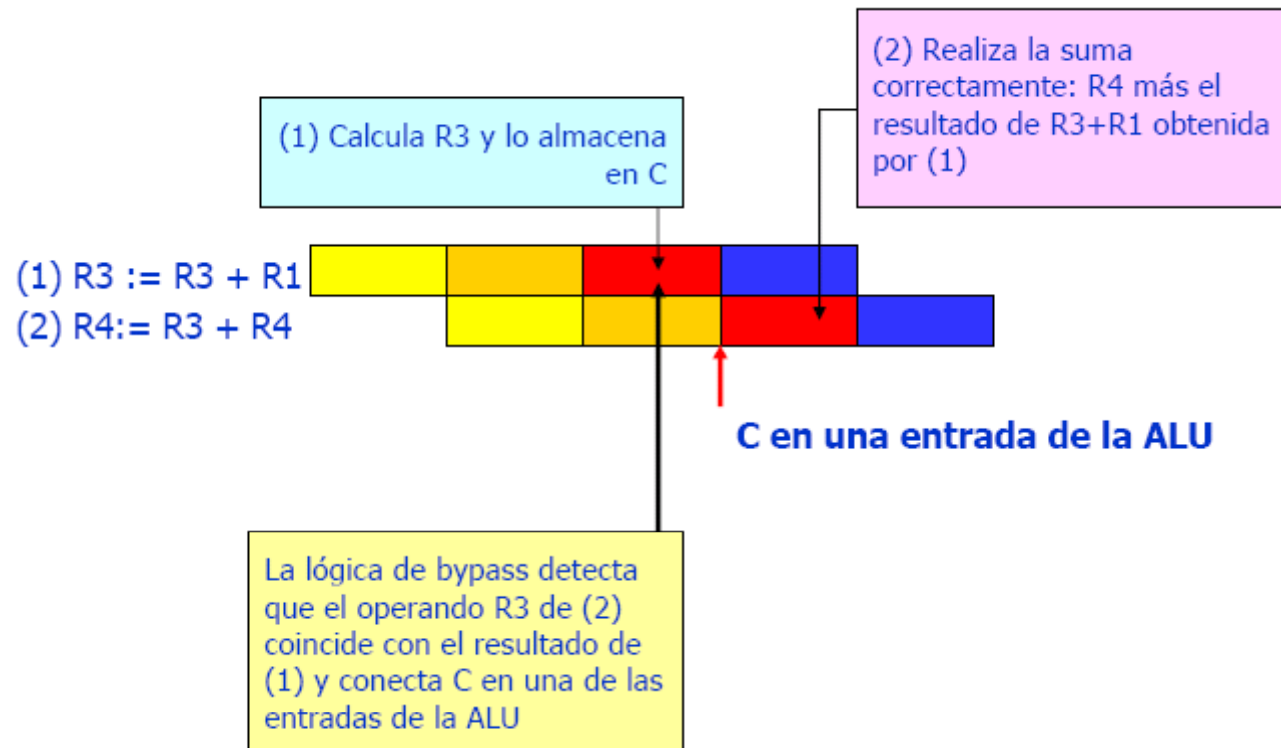 (2) Realiza la suma
correctamente: R4 más el
resultado de R3+R1 obtenida
por (1)
(1) Calcula R3 y lo almacena
en C
(1) R3 := R3 + R1
(2) R4:= R3 + R4
C en una entrada de la ALU
La lógica de bypass detecta
que el operando R3 de (2)
coincide con el resultado de
(1) y conecta C en una de las
entradas de la ALU